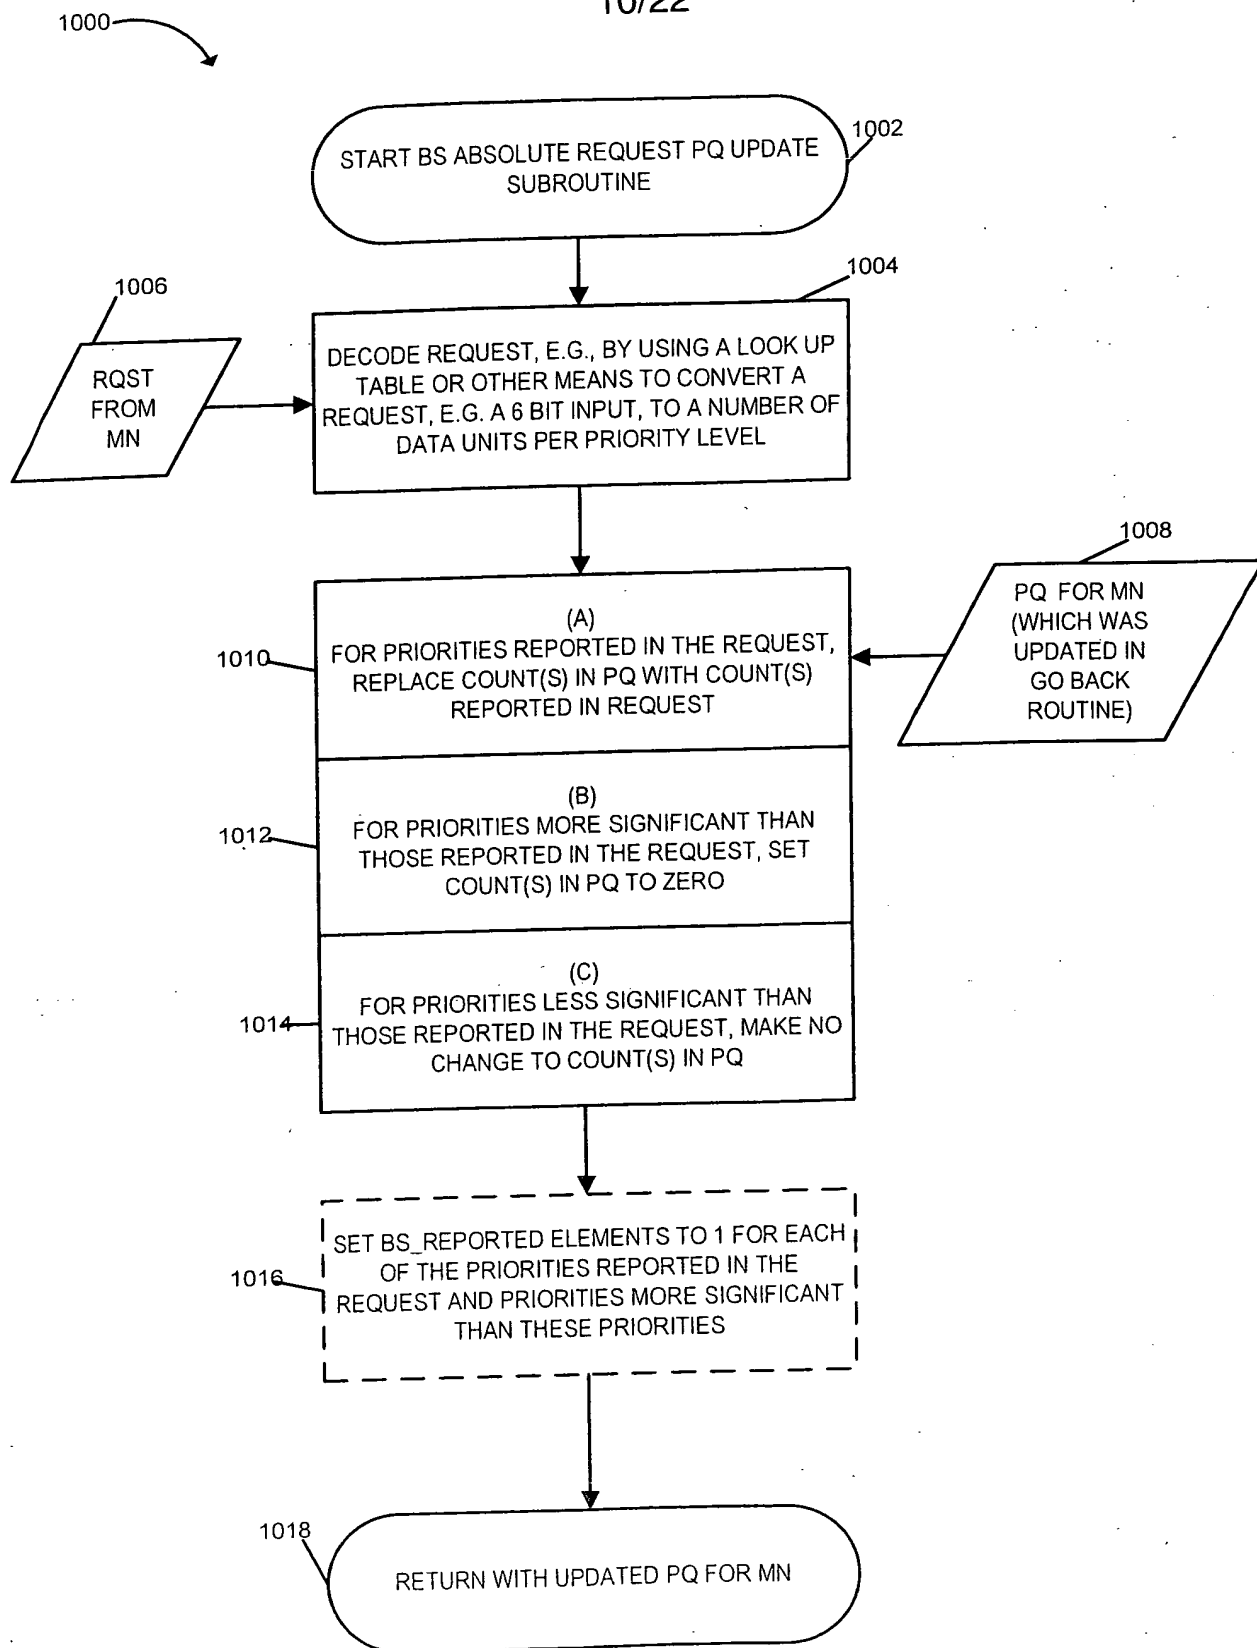 10/22
1000
START BS ABSOLUTE REQUEST PQ UPDATE
SUBROUTINE
1002
1004
DECODE REQUEST, E.G., BY USING A LOOK UP
TABLE OR OTHER MEANS TO CONVERT A
REQUEST, E.G. A 6 BIT INPUT, TO A NUMBER OF
DATA UNITS PER PRIORITY LEVEL
1006
RQST
FROM
MN
1008
PQ FOR MN
(WHICH WAS
UPDATED IN
GO BACK
ROUTINE)
1010
(A)
FOR PRIORITIES REPORTED IN THE REQUEST,
REPLACE COUNT(S) IN PQ WITH COUNT(S)
REPORTED IN REQUEST
1012
(B)
FOR PRIORITIES MORE SIGNIFICANT THAN
THOSE REPORTED IN THE REQUEST, SET
COUNT(S) IN PQ TO ZERO
1014
(C)
FOR PRIORITIES LESS SIGNIFICANT THAN
THOSE REPORTED IN THE REQUEST, MAKE NO
CHANGE TO COUNT(S) IN PQ
1016
SET BS_REPORTED ELEMENTS TO 1 FOR EACH
OF THE PRIORITIES REPORTED IN THE
REQUEST AND PRIORITIES MORE SIGNIFICANT
THAN THESE PRIORITIES
1018
RETURN WITH UPDATED PQ FOR MN